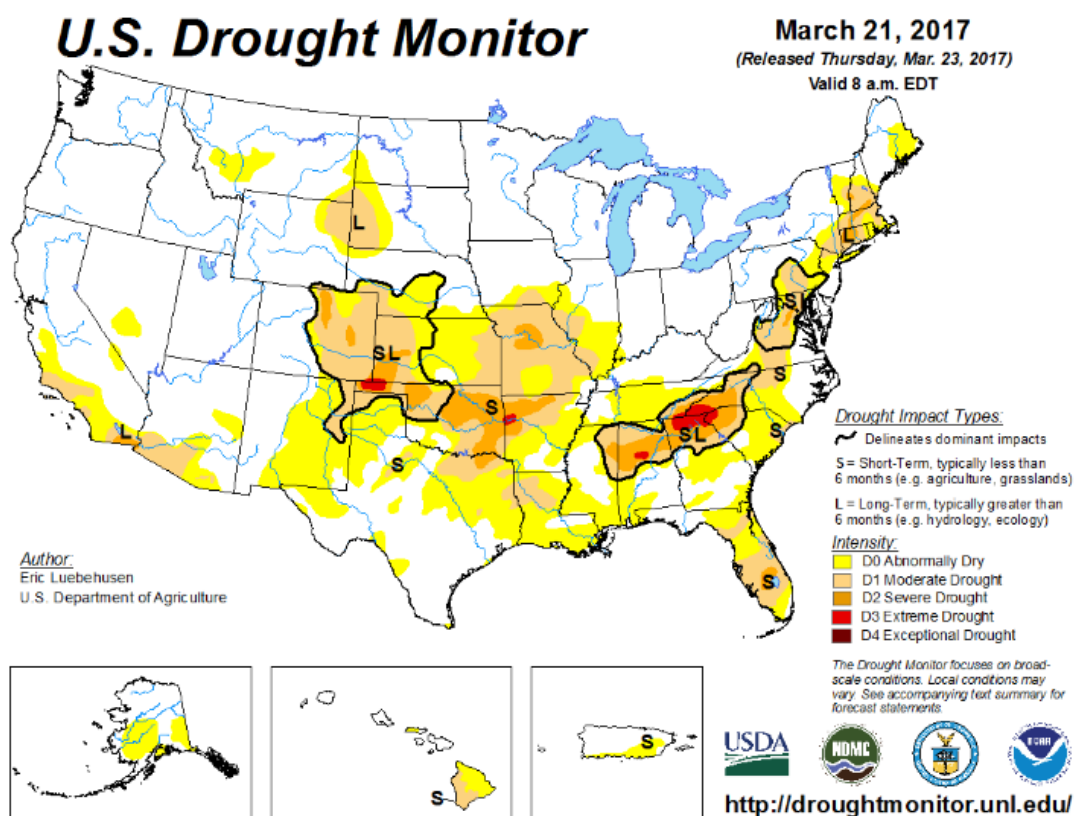 U.S. Drought Monitor
March 21, 2017
(Released Thursday, Mar. 23, 2017)
Valid 8 a.m. EDT
L
L
S
SL
SL
S
S
L
S
SL
S
S
S
Drought Impact Types:
Delineates dominant impacts
S = Short-Term, typically less than
6 months (e.g. agriculture, grasslands)
L = Long-Term, typically greater than
6 months (e.g. hydrology, ecology)
Intensity:
D0 Abnormally Dry
D1 Moderate Drought
D2 Severe Drought
D3 Extreme Drought
D4 Exceptional Drought
Author:
Eric Luebehusen
U.S. Department of Agriculture
The Drought Monitor focuses on broad-
scale conditions. Local conditions may
vary. See accompanying text summary for
forecast statements.
S
S
USDA
NDMC
NOAA
http://droughtmonitor.unl.edu/